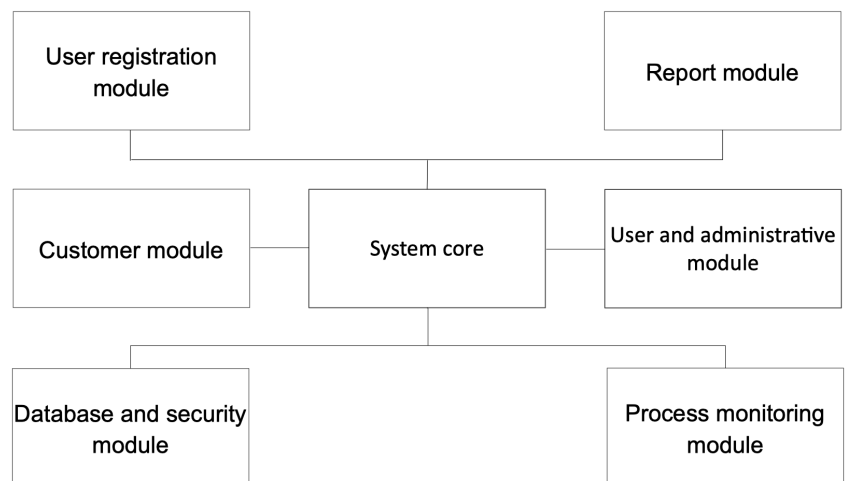 User registration
module
Report module
Customer module
System core
User and administrative
module
Database and security
module
Process monitoring
module